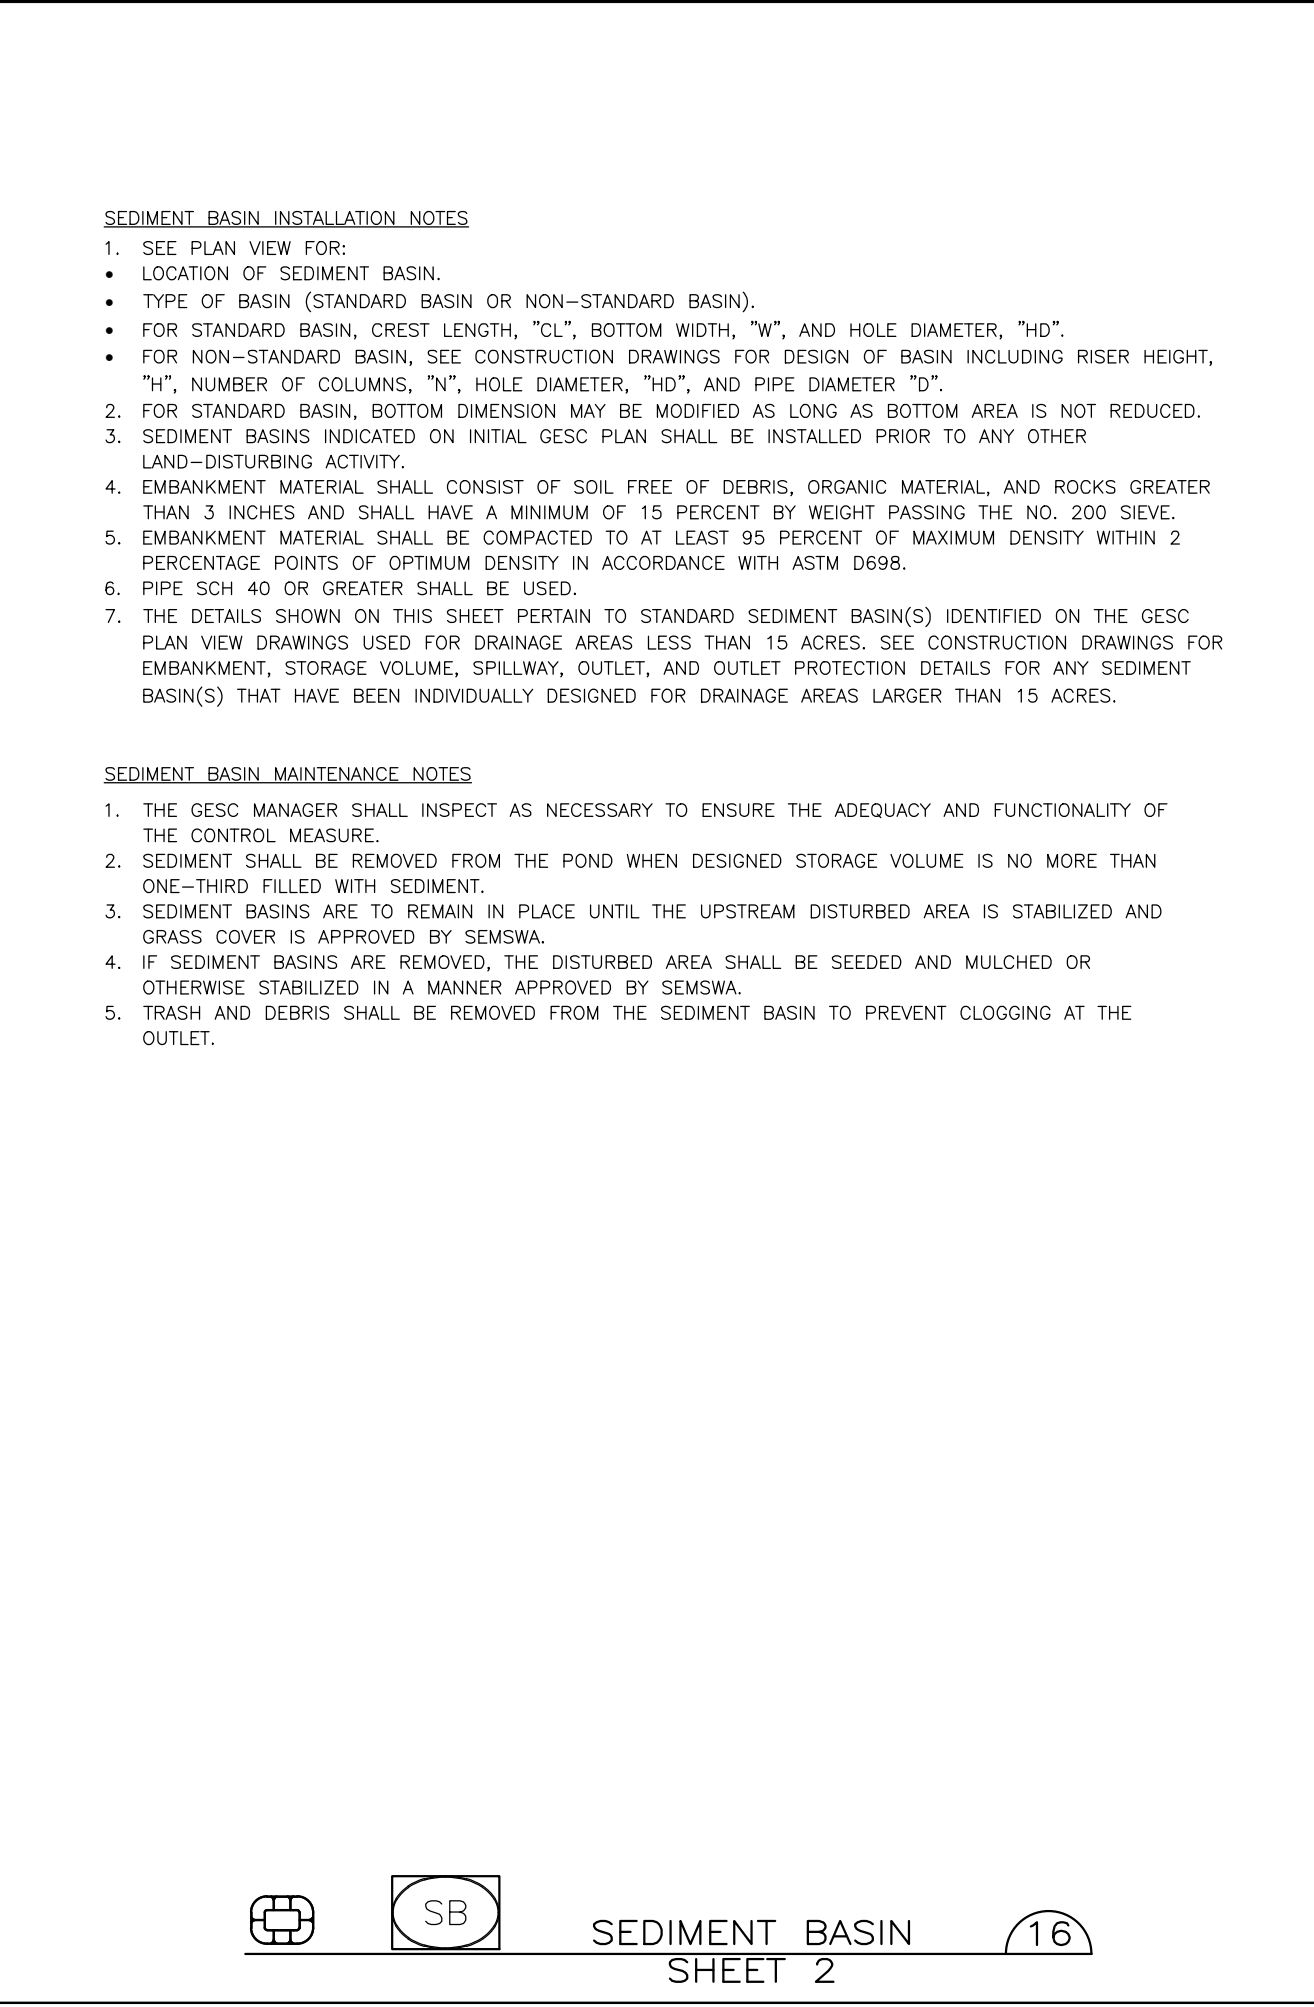 SEDIMENT BASIN INSTALLATION NOTES
1. SEE PLAN VIEW FOR:
• LOCATION OF SEDIMENT BASIN.
• TYPE OF BASIN (STANDARD BASIN OR NON-STANDARD BASIN).
• FOR STANDARD BASIN, CREST LENGTH, "CL", BOTTOM WIDTH, "W", AND HOLE DIAMETER, "HD".
• FOR NON-STANDARD BASIN, SEE CONSTRUCTION DRAWINGS FOR DESIGN OF BASIN INCLUDING RISER HEIGHT,
"H", NUMBER OF COLUMNS, "N", HOLE DIAMETER, "HD", AND PIPE DIAMETER "D".
2. FOR STANDARD BASIN, BOTTOM DIMENSION MAY BE MODIFIED AS LONG AS BOTTOM AREA IS NOT REDUCED.
3. SEDIMENT BASINS INDICATED ON INITIAL GESC PLAN SHALL BE INSTALLED PRIOR TO ANY OTHER
LAND-DISTURBING ACTIVITY.
4. EMBANKMENT MATERIAL SHALL CONSIST OF SOIL FREE OF DEBRIS, ORGANIC MATERIAL, AND ROCKS GREATER
THAN 3 INCHES AND SHALL HAVE A MINIMUM OF 15 PERCENT BY WEIGHT PASSING THE NO. 200 SIEVE.
5. EMBANKMENT MATERIAL SHALL BE COMPACTED TO AT LEAST 95 PERCENT OF MAXIMUM DENSITY WITHIN 2
PERCENTAGE POINTS OF OPTIMUM DENSITY IN ACCORDANCE WITH ASTM D698.
6. PIPE SCH 40 OR GREATER SHALL BE USED.
7. THE DETAILS SHOWN ON THIS SHEET PERTAIN TO STANDARD SEDIMENT BASIN(S) IDENTIFIED ON THE GESC
PLAN VIEW DRAWINGS USED FOR DRAINAGE AREAS LESS THAN 15 ACRES. SEE CONSTRUCTION DRAWINGS FOR
EMBANKMENT, STORAGE VOLUME, SPILLWAY, OUTLET, AND OUTLET PROTECTION DETAILS FOR ANY SEDIMENT
BASIN(S) THAT HAVE BEEN INDIVIDUALLY DESIGNED FOR DRAINAGE AREAS LARGER THAN 15 ACRES.
SEDIMENT BASIN MAINTENANCE NOTES
1. THE GESC MANAGER SHALL INSPECT AS NECESSARY TO ENSURE THE ADEQUACY AND FUNCTIONALITY OF
THE CONTROL MEASURE.
2. SEDIMENT SHALL BE REMOVED FROM THE POND WHEN DESIGNED STORAGE VOLUME IS NO MORE THAN
ONE-THIRD FILLED WITH SEDIMENT.
3. SEDIMENT BASINS ARE TO REMAIN IN PLACE UNTIL THE UPSTREAM DISTURBED AREA IS STABILIZED AND
GRASS COVER IS APPROVED BY SEMSWA.
4. IF SEDIMENT BASINS ARE REMOVED, THE DISTURBED AREA SHALL BE SEEDED AND MULCHED OR
OTHERWISE STABILIZED IN A MANNER APPROVED BY SEMSWA.
5. TRASH AND DEBRIS SHALL BE REMOVED FROM THE SEDIMENT BASIN TO PREVENT CLOGGING AT THE
OUTLET.
SB
SEDIMENT BASIN
16
SHEET 2